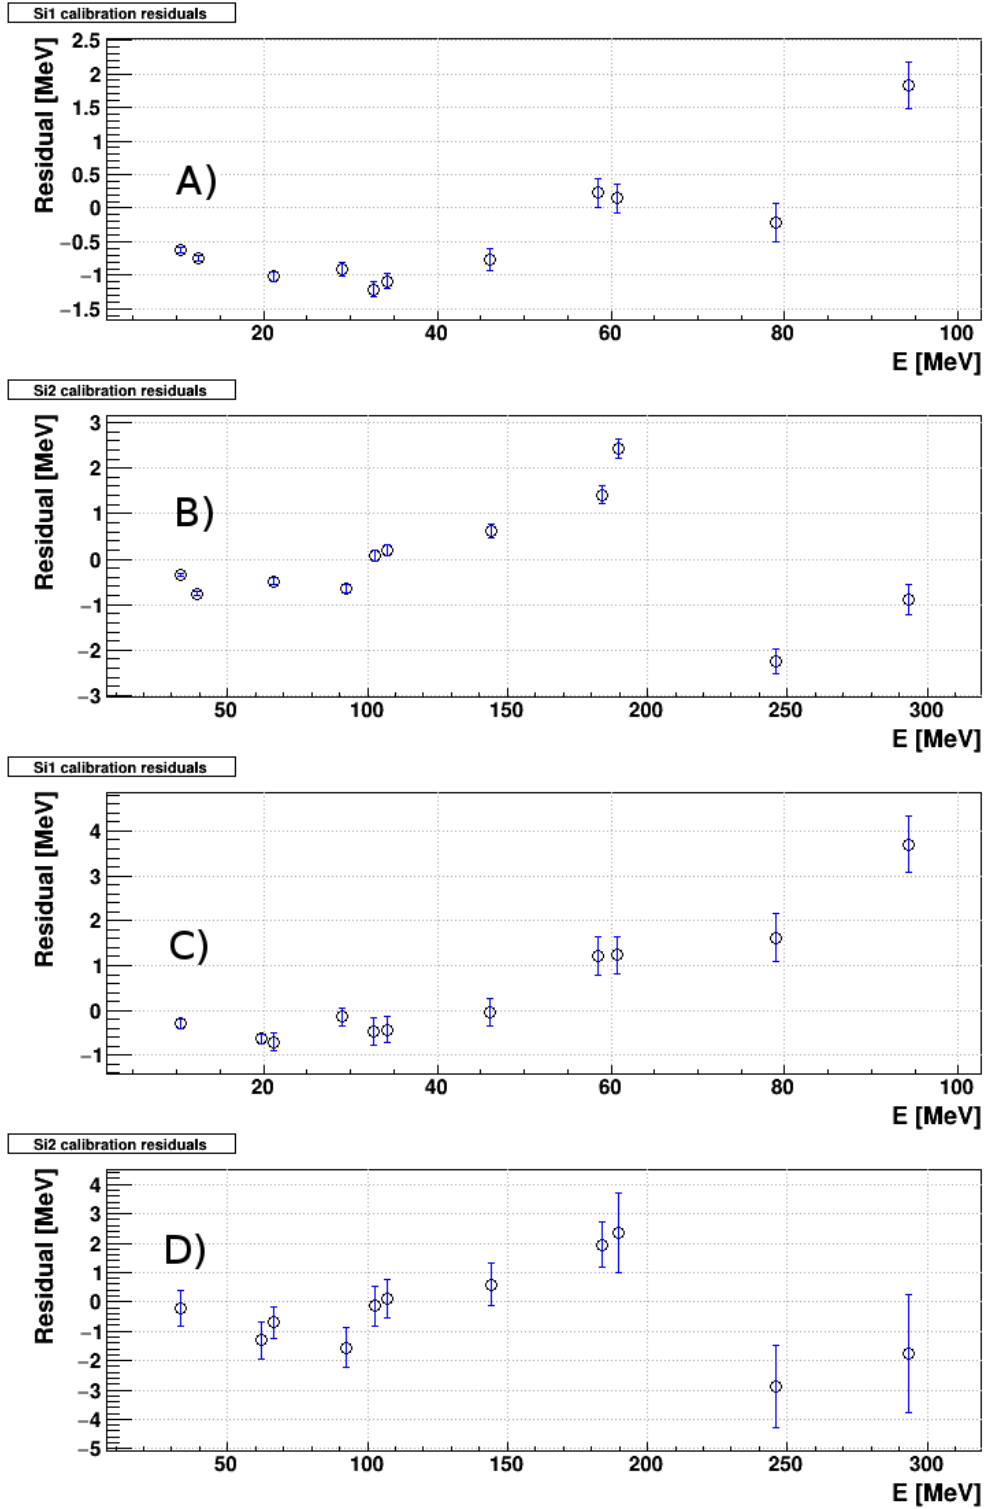 Si1 calibration residuals
Residual [MeV]
2.5
2
1.5
1
0.5
0
−0.5
−1
−1.5
A)
20 40 60 80 100
E [MeV]
Si2 calibration residuals
Residual [MeV]
3
2
1
0
−1
−2
−3
B)
50 100 150 200 250 300
E [MeV]
Si1 calibration residuals
Residual [MeV]
4
3
2
1
0
−1
C)
20 40 60 80 100
E [MeV]
Si2 calibration residuals
Residual [MeV]
4
3
2
1
0
−1
−2
−3
−4
−5
D)
50 100 150 200 250 300
E [MeV]